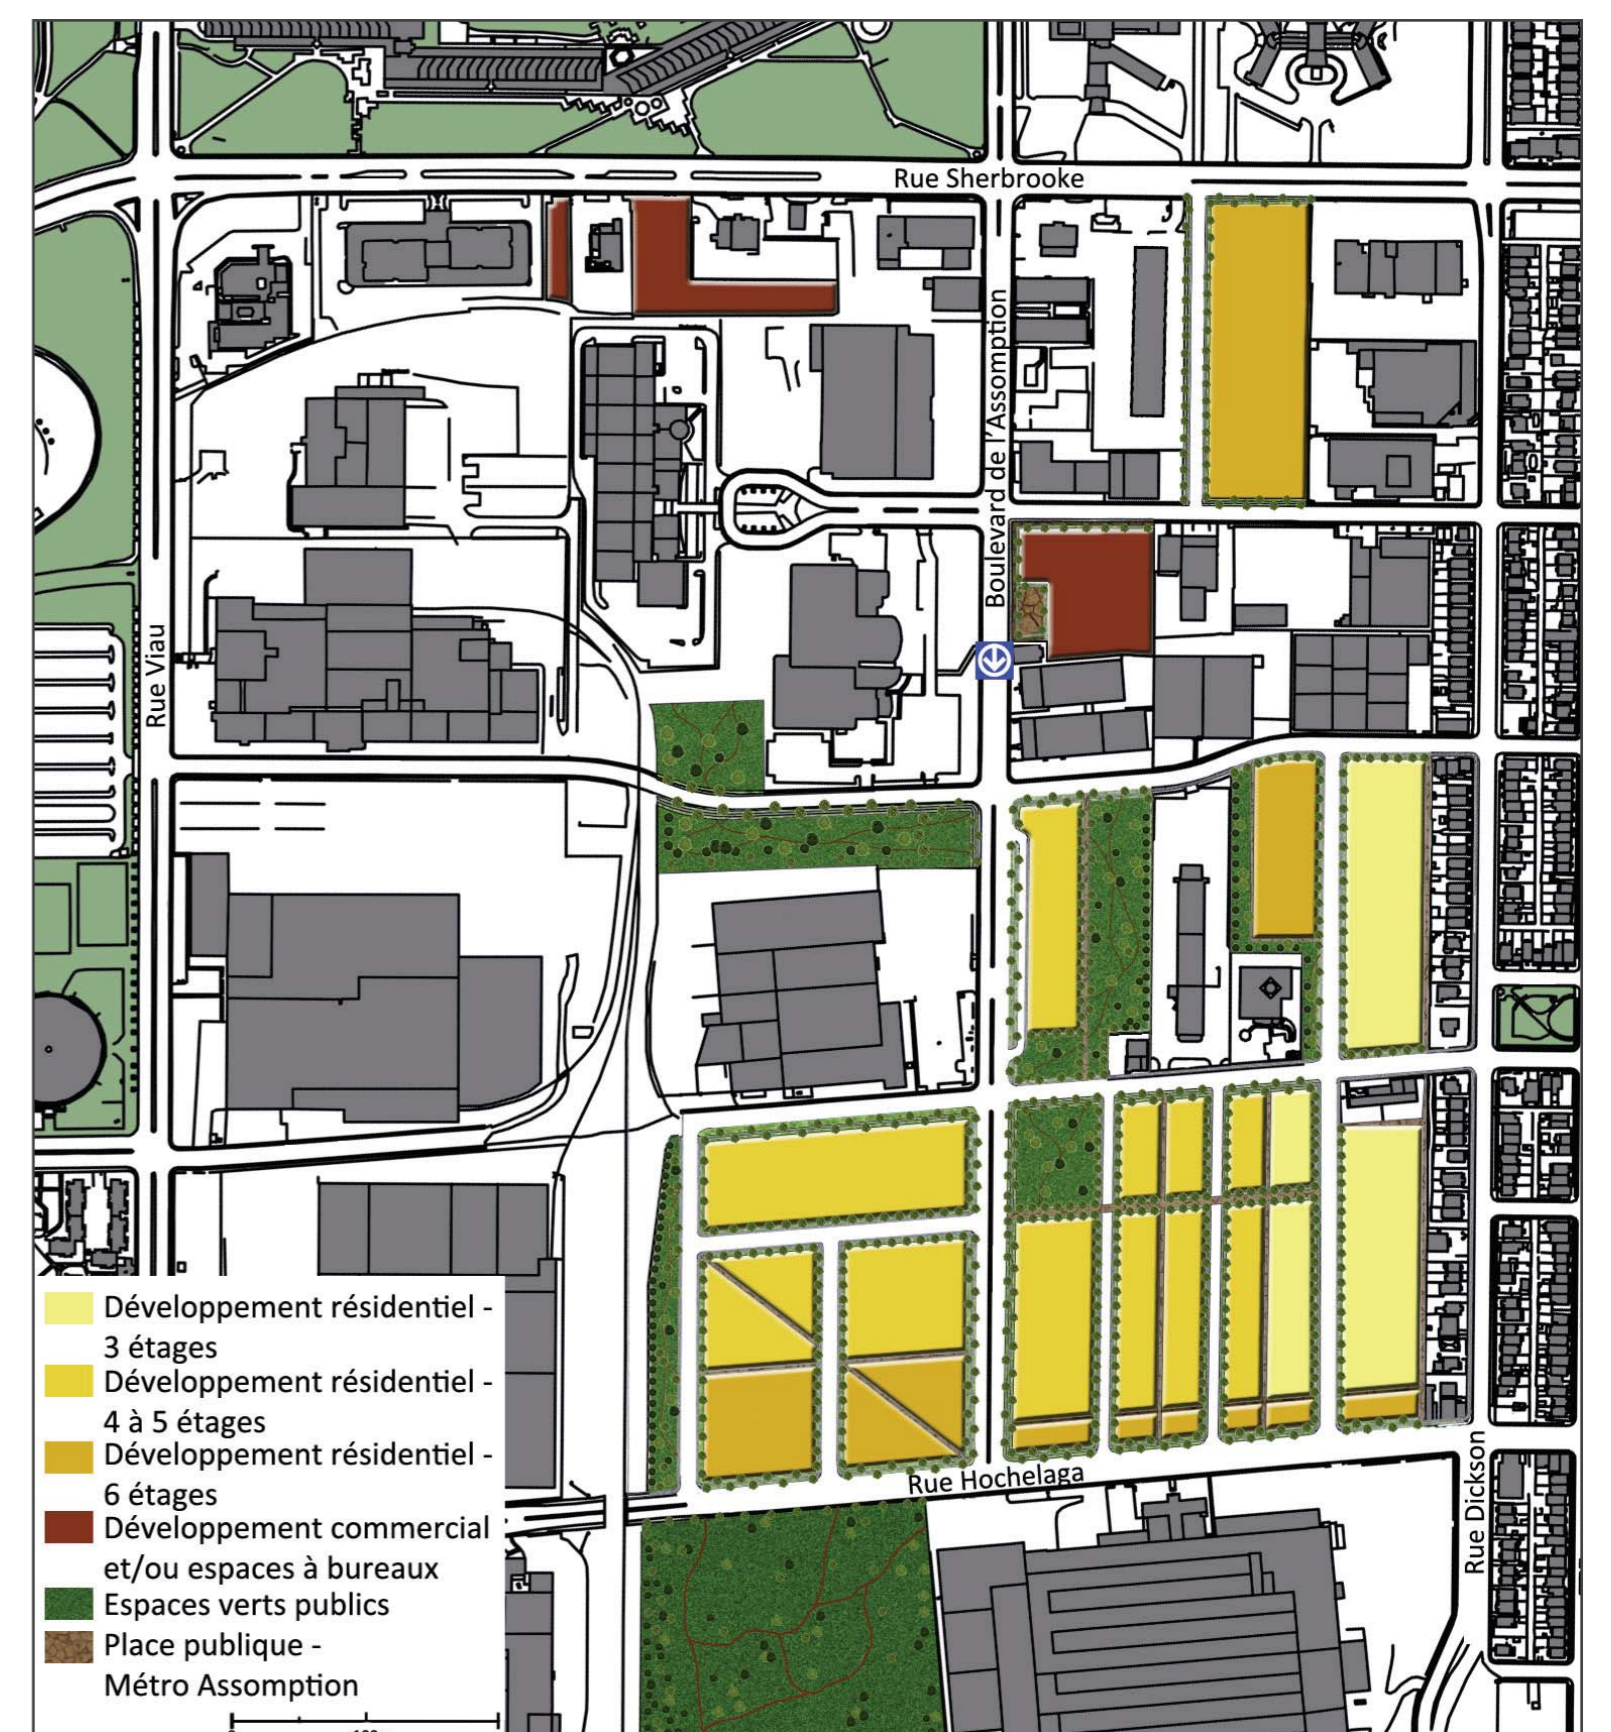 Rue Sherbrooke
Boulevard de l'Assomption
Rue Viau
Rue Hochelaga
Rue Dickson
Développement résidentiel -
3 étages
Développement résidentiel -
4 à 5 étages
Développement résidentiel -
6 étages
Développement commercial
et/ou espaces à bureaux
Espaces verts publics
Place publique -
Métro Assomption